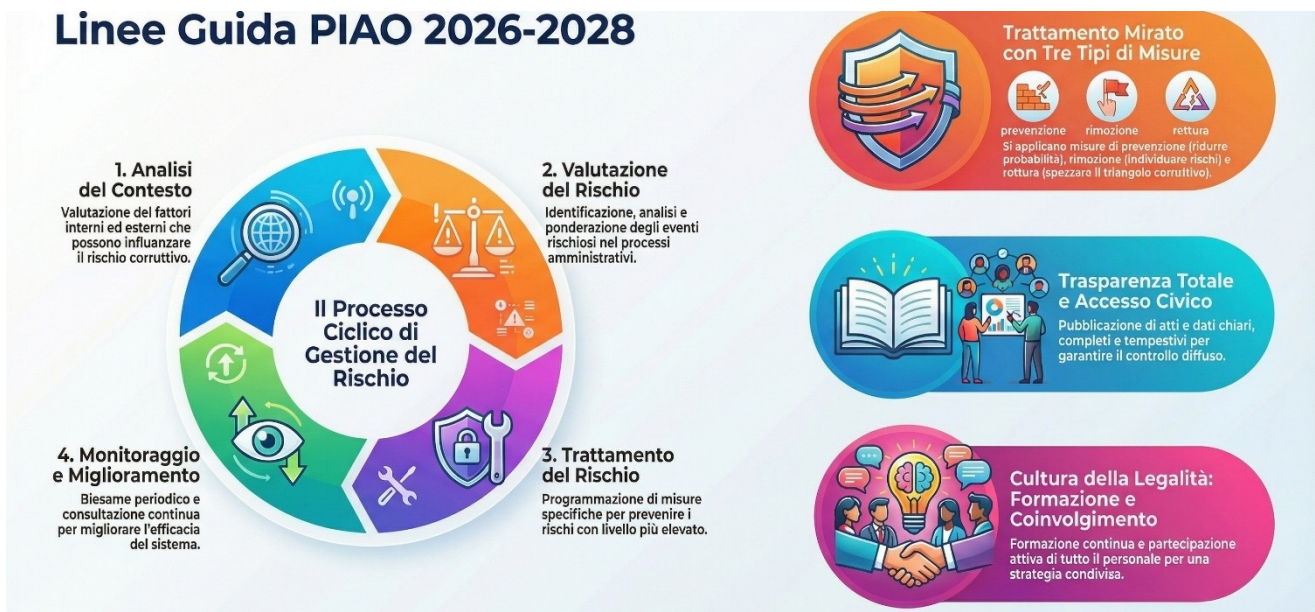 Linee Guida PIAO 2026-2028
1. Analisi
del Contesto
Valutazione del fattori
interni ed esterni che
possono influanzare
il rischio corruttivo.
2. Valutazione
del Rischio
Identificazione, analisi e
ponderazione degli eventi
rischiosi nel processi
amministrativi.
Il Processo
Ciclico di
Gestione del
Rischio
4. Monitoraggio
e Miglioramento
Biesame periodico e
consultazione continua
per migliorare l'efficacia
del sistema.
3. Trattamento
del Rischio
Programmazione di misure
specifiche per prevenire i
rischi con livello più elevato.
Trattamento Mirato
con Tre Tipi di Misure
prevenzione rimozione rettura
Si applicano misure di prevenzione (ridurre
probabilità), rimozione (individuare rischi) e
rottura (spezzare Il triangolo corruttivo).
Trasparenza Totale
e Accesso Civico
Pubblicazione di atti e dati chiari,
completi e tempestivi per
garantire il controllo diffuso.
Cultura della Legalità:
Formazione e
Coinvolgimento
Formazione continua e partecipazione
attiva di tutto il personale per una
strategia condivisa.